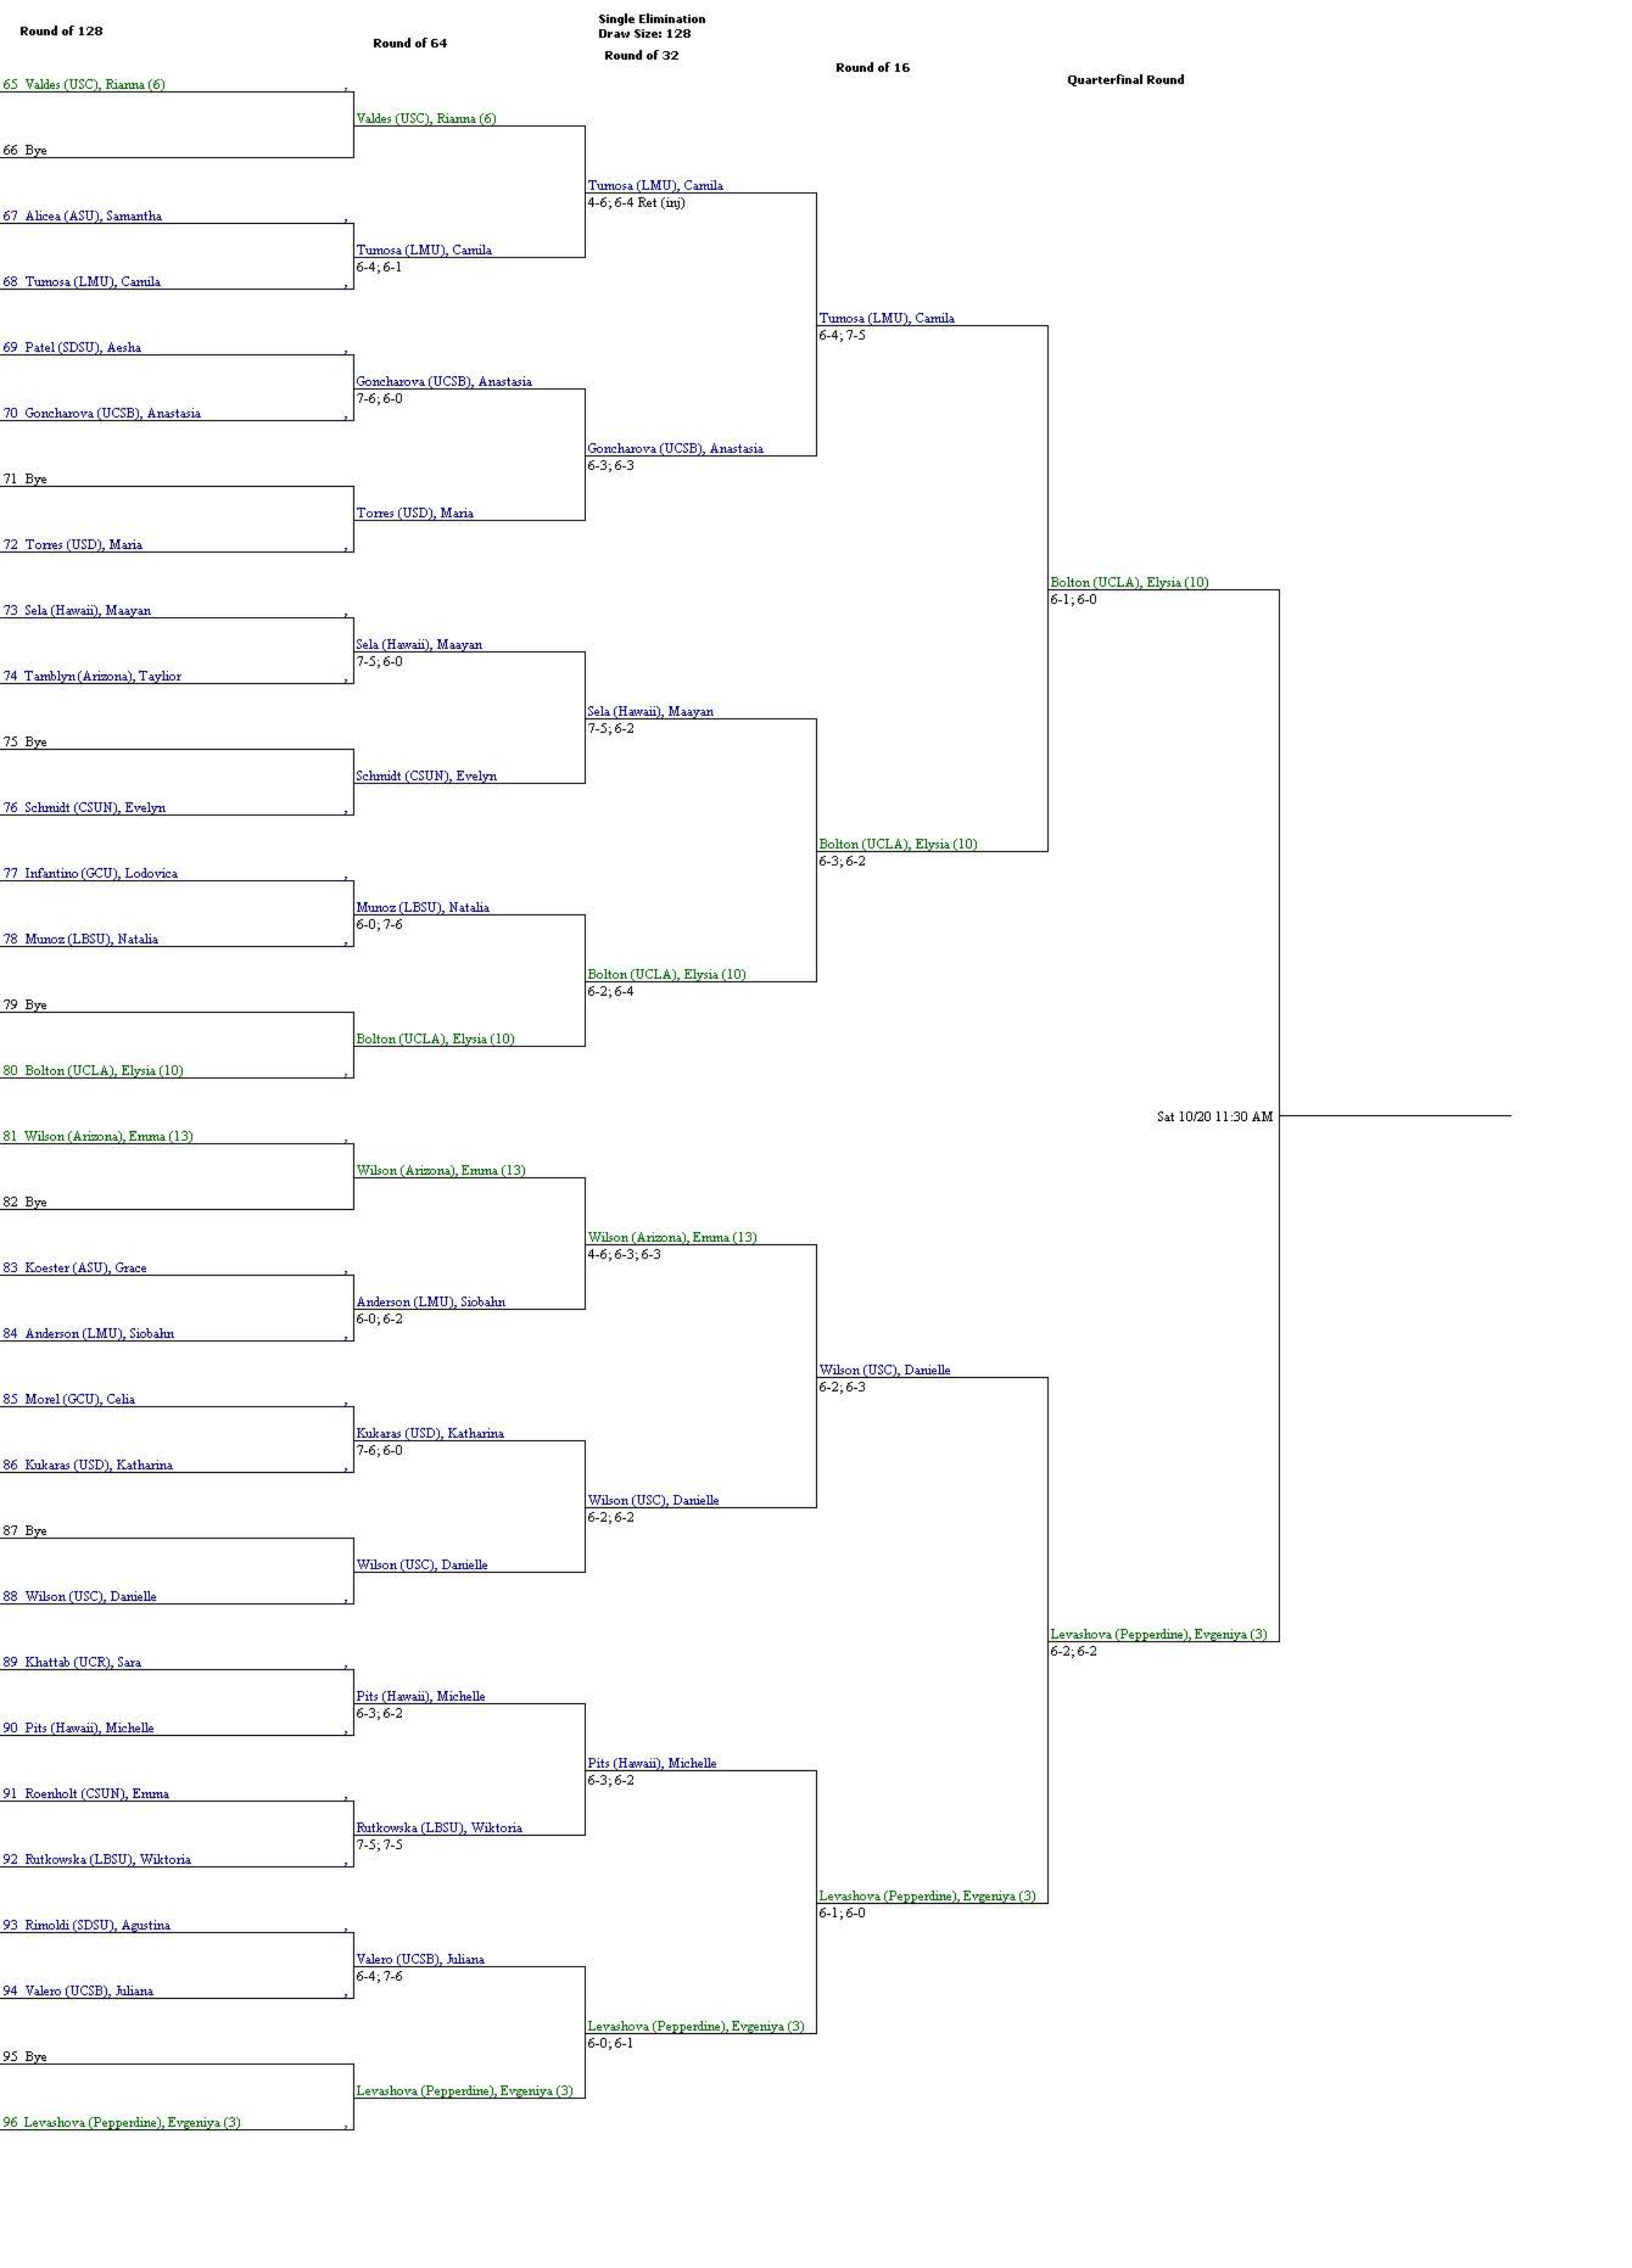 Single Elimination
Draw Size: 128
Round of 128
Round of 64
Round of 32
Round of 16
Quarterfinal Round
65 Valdes (USC), Rianna (6)
,
Valdes (USC), Rianna (6)
66 Bye
Tumosa (LMU), Camila
4-6; 6-4 Ret (inj)
67 Alicea (ASU), Samantha
,
Tumosa (LMU), Camila
6-4; 6-1
68 Tumosa (LMU), Camila
,
Tumosa (LMU), Camila
6-4; 7-5
69 Patel (SDSU), Aesha
,
Goncharova (UCSB), Anastasia
7-6; 6-0
70 Goncharova (UCSB), Anastasia
,
Goncharova (UCSB), Anastasia
6-3; 6-3
71 Bye
Torres (USD), Maria
72 Torres (USD), Maria
,
Bolton (UCLA), Elysia (10)
6-1; 6-0
73 Sela (Hawaii), Maayan
,
Sela (Hawaii), Maayan
7-5; 6-0
74 Tamblyn (Arizona), Taylior
,
Sela (Hawaii), Maayan
7-5; 6-2
75 Bye
Schmidt (CSUN), Evelyn
76 Schmidt (CSUN), Evelyn
,
Bolton (UCLA), Elysia (10)
6-3; 6-2
77 Infantino (GCU), Lodovica
,
Munoz (LBSU), Natalia
6-0; 7-6
78 Munoz (LBSU), Natalia
,
Bolton (UCLA), Elysia (10)
6-2; 6-4
79 Bye
Bolton (UCLA), Elysia (10)
80 Bolton (UCLA), Elysia (10)
,
Sat 10/20 11:30 AM
81 Wilson (Arizona), Emma (13)
,
Wilson (Arizona), Emma (13)
82 Bye
Wilson (Arizona), Emma (13)
4-6; 6-3; 6-3
83 Koester (ASU), Grace
,
Anderson (LMU), Siobahn
6-0; 6-2
84 Anderson (LMU), Siobahn
,
Wilson (USC), Danielle
6-2; 6-3
85 Morel (GCU), Celia
,
Kukaras (USD), Katharina
7-6; 6-0
86 Kukaras (USD), Katharina
,
Wilson (USC), Danielle
6-2; 6-2
87 Bye
Wilson (USC), Danielle
88 Wilson (USC), Danielle
,
Levashova (Pepperdine), Evgeniya (3)
6-2; 6-2
89 Khattab (UCR), Sara
,
Pits (Hawaii), Michelle
6-3; 6-2
90 Pits (Hawaii), Michelle
,
Pits (Hawaii), Michelle
6-3; 6-2
91 Roenholt (CSUN), Emma
,
Rutkowska (LBSU), Wiktoria
7-5; 7-5
92 Rutkowska (LBSU), Wiktoria
,
Levashova (Pepperdine), Evgeniya (3)
6-1; 6-0
93 Rimoldi (SDSU), Agustina
,
Valero (UCSB), Juliana
6-4; 7-6
94 Valero (UCSB), Juliana
,
Levashova (Pepperdine), Evgeniya (3)
6-0; 6-1
95 Bye
Levashova (Pepperdine), Evgeniya (3)
96 Levashova (Pepperdine), Evgeniya (3)
,